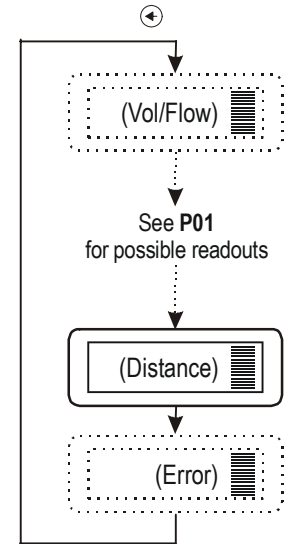 (Vol/Flow)
See P01
for possible readouts
(Distance)
(Error)